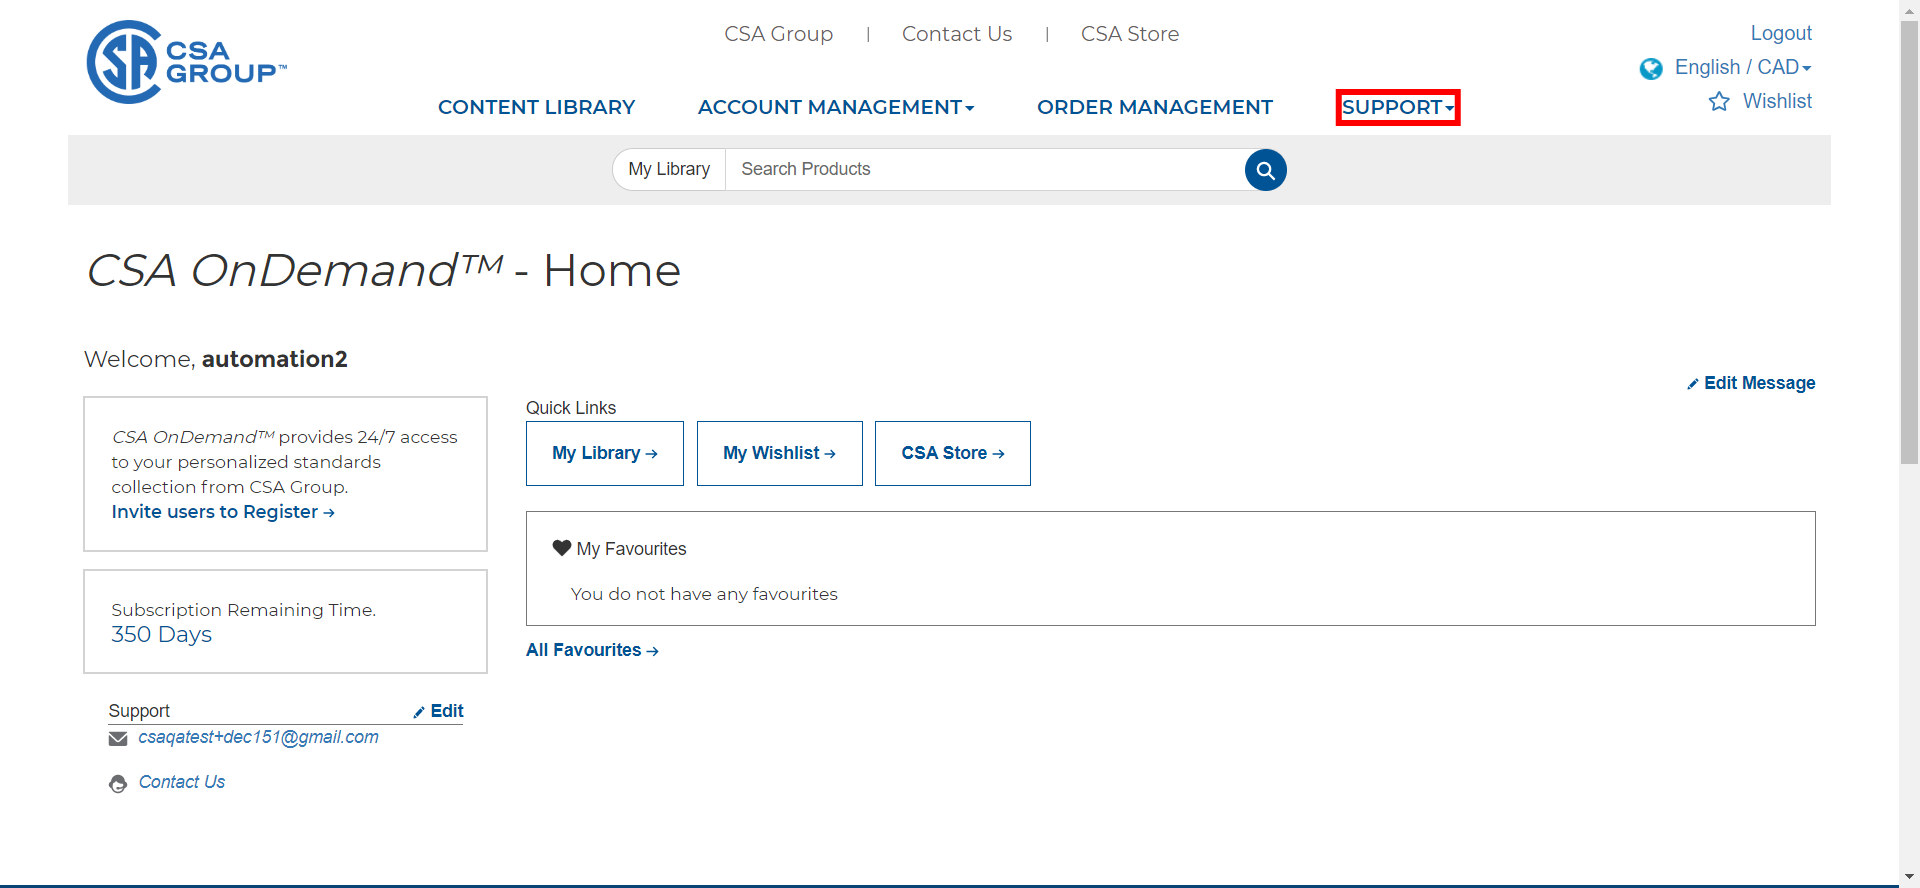 CSA Group | Contact Us | CSA Store
Logout
English / CAD
Wishlist
CSA
GROUP™
CONTENT LIBRARY ACCOUNT MANAGEMENT ORDER MANAGEMENT SUPPORT
My Library Search Products
CSA OnDemand™ - Home
Welcome, automation2
Edit Message
CSA OnDemand™ provides 24/7 access
to your personalized standards
collection from CSA Group.
Invite users to Register →
Subscription Remaining Time.
350 Days
Support Edit
csaqatest+dec151@gmail.com
Contact Us
Quick Links
My Library → My Wishlist → CSA Store →
My Favourites
You do not have any favourites
All Favourites →